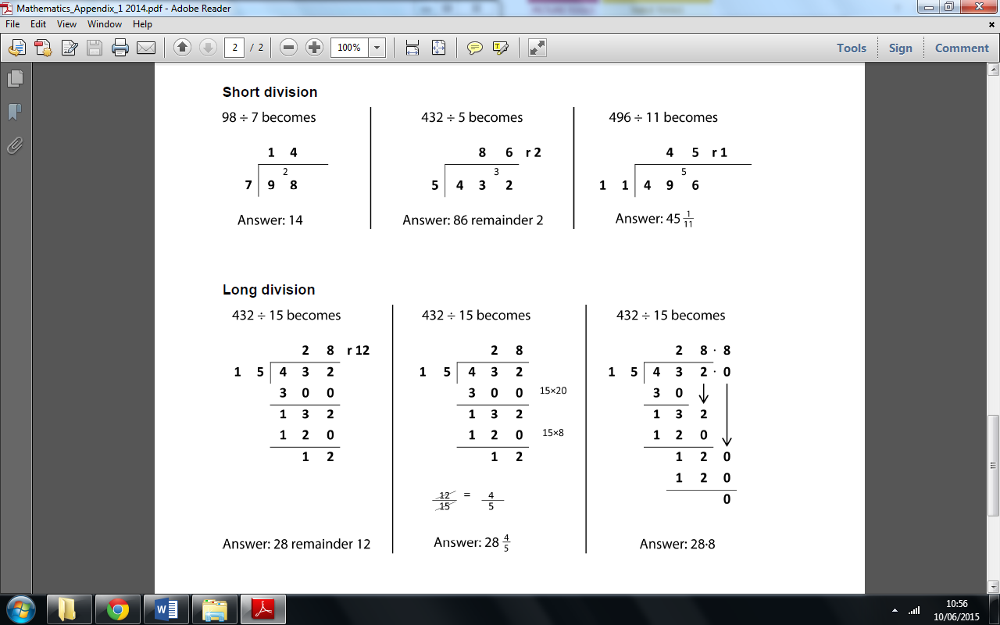 Mathematics_Appendix_1 2014.pdf - Adobe Reader
File Edit View Window Help
2 / 2 100% Tools Sign Comment
Short division
98 ÷ 7 becomes
1 4
2
7 9 8
Answer: 14
432 ÷ 5 becomes
8 6 r 2
3
5 4 3 2
Answer: 86 remainder 2
496 ÷ 11 becomes
4 5 r 1
5
1 1 4 9 6
Answer: 45 1/11
Long division
432 ÷ 15 becomes
2 8 r 12
1 5 4 3 2
3 0 0
1 3 2
1 2 0
1 2
Answer: 28 remainder 12
432 ÷ 15 becomes
2 8
1 5 4 3 2
3 0 0 15×20
1 3 2
1 2 0 15×8
1 2
12/15 = 4/5
Answer: 28 4/5
432 ÷ 15 becomes
2 8 · 8
1 5 4 3 2 · 0
3 0
1 3 2
1 2 0
1 2 0
1 2 0
0
Answer: 28·8
10:56
10/06/2015